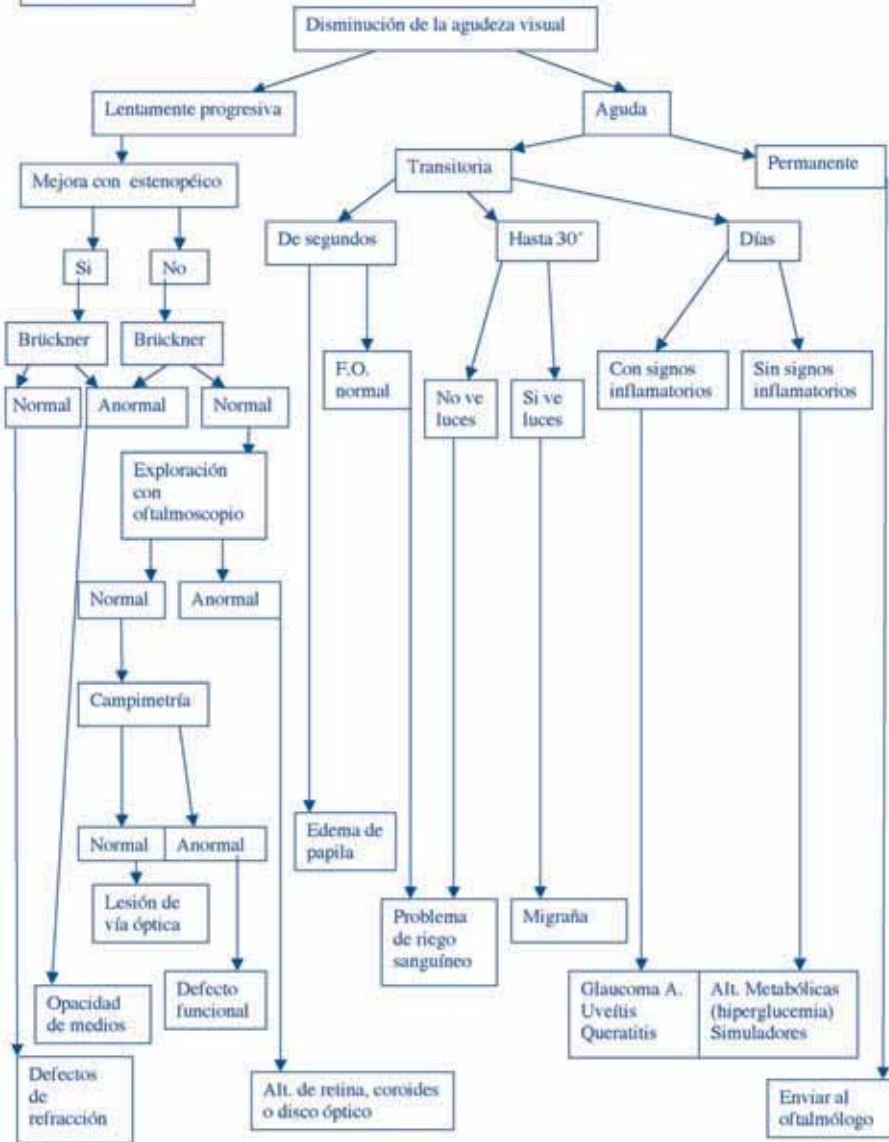 Disminución de la agudeza visual
Lentamente progresiva
Aguda
Mejora con estenopéico
Transitoria
Permanente
Si
No
De segundos
Hasta 30´
Días
Brückner
Brückner
F.O.
normal
No ve
luces
Si ve
luces
Con signos
inflamatorios
Sin signos
inflamatorios
Normal
Anormal
Normal
Exploración
con
oftalmoscopio
Normal
Anormal
Campimetría
Normal
Anormal
Edema de
papila
Lesión de
vía óptica
Problema
de riego
sanguíneo
Migraña
Opacidad
de medios
Defecto
funcional
Glaucoma A.
Uveítis
Queratitis
Alt. Metabólicas
(hiperglucemia)
Simuladores
Defectos
de
refracción
Alt. de retina, coroides
o disco óptico
Enviar al
oftalmólogo